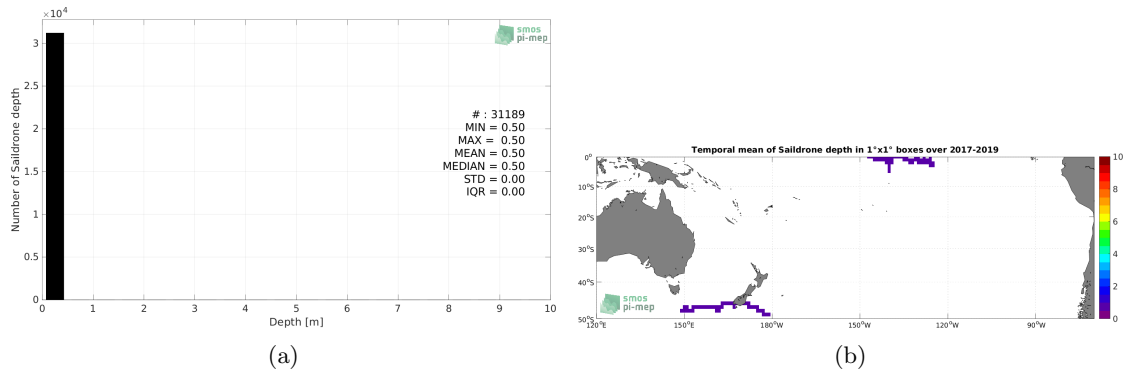 ×10⁴
3
2.5
2
1.5
1
0.5
0
Number of Saildrone depth
smos
pi-mep
# : 31189
MIN = 0.50
MAX = 0.50
MEAN = 0.50
MEDIAN = 0.50
STD = 0.00
IQR = 0.00
0 1 2 3 4 5 6 7 8 9 10
Depth [m]
(a)
Temporal mean of Saildrone depth in 1°x1° boxes over 2017-2019
0°
10°S
20°S
30°S
40°S
50°S
smos
pi-mep
120°E 150°E 180°W 150°W 120°W 90°W
10
8
6
4
2
0
(b)